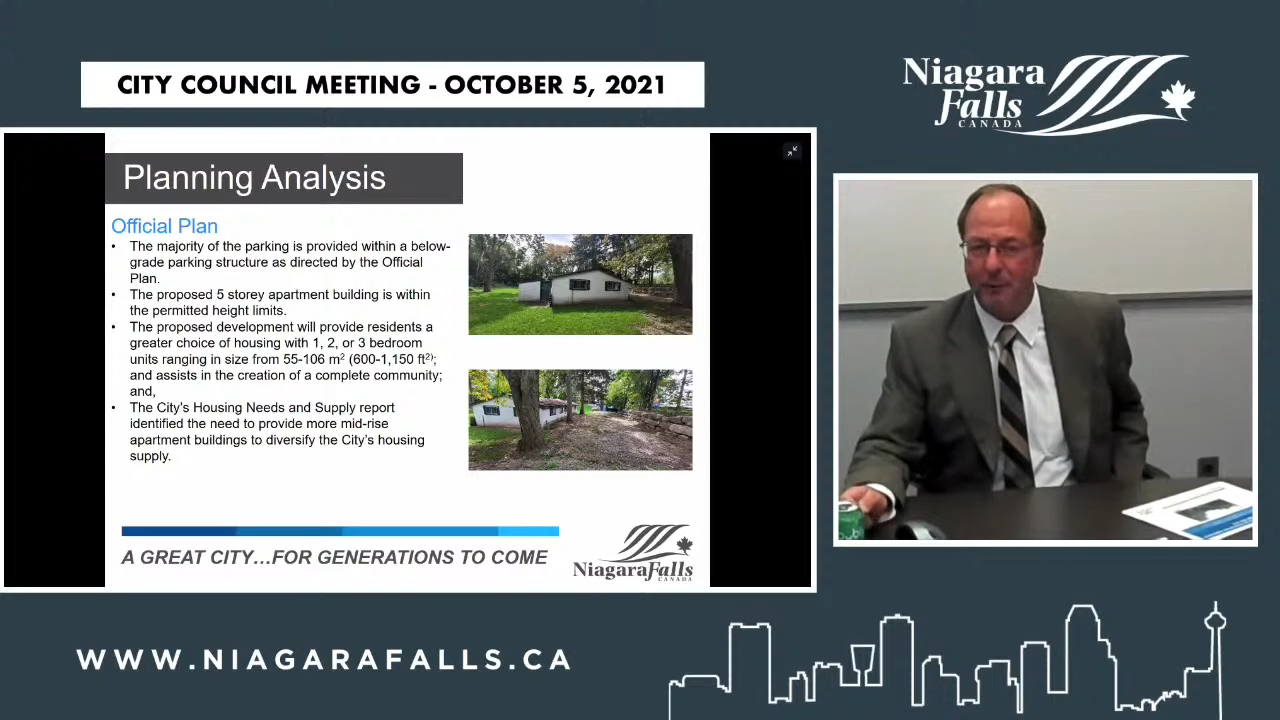 CITY COUNCIL MEETING - OCTOBER 5, 2021
Niagara
Falls
CANADA
Planning Analysis
Official Plan
• The majority of the parking is provided within a below-
grade parking structure as directed by the Official
Plan.
• The proposed 5 storey apartment building is within
the permitted height limits.
• The proposed development will provide residents a
greater choice of housing with 1, 2, or 3 bedroom
units ranging in size from 55-106 m² (600-1,150 ft²);
and assists in the creation of a complete community;
and,
• The City's Housing Needs and Supply report
identified the need to provide more mid-rise
apartment buildings to diversify the City's housing
supply.
A GREAT CITY…FOR GENERATIONS TO COME
NiagaraFalls
CANADA
WWW.NIAGARAFALLS.CA